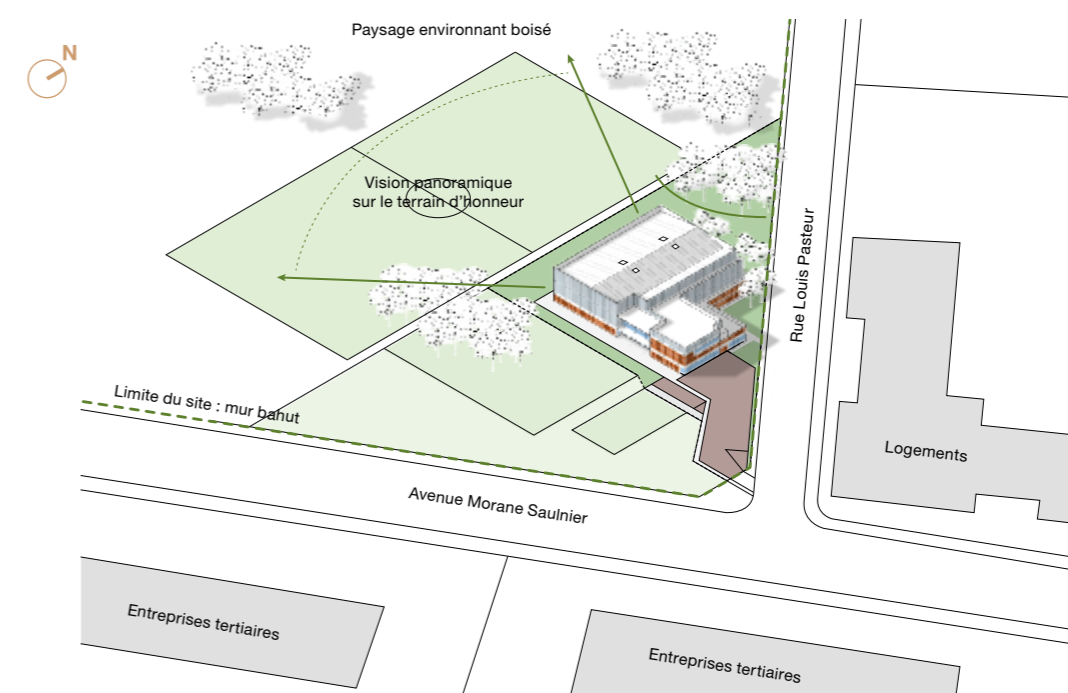 Paysage environnant boisé
N
Vision panoramique
sur le terrain d'honneur
Rue Louis Pasteur
Limite du site : mur bahut
Logements
Avenue Morane Saulnier
Entreprises tertiaires
Entreprises tertiaires